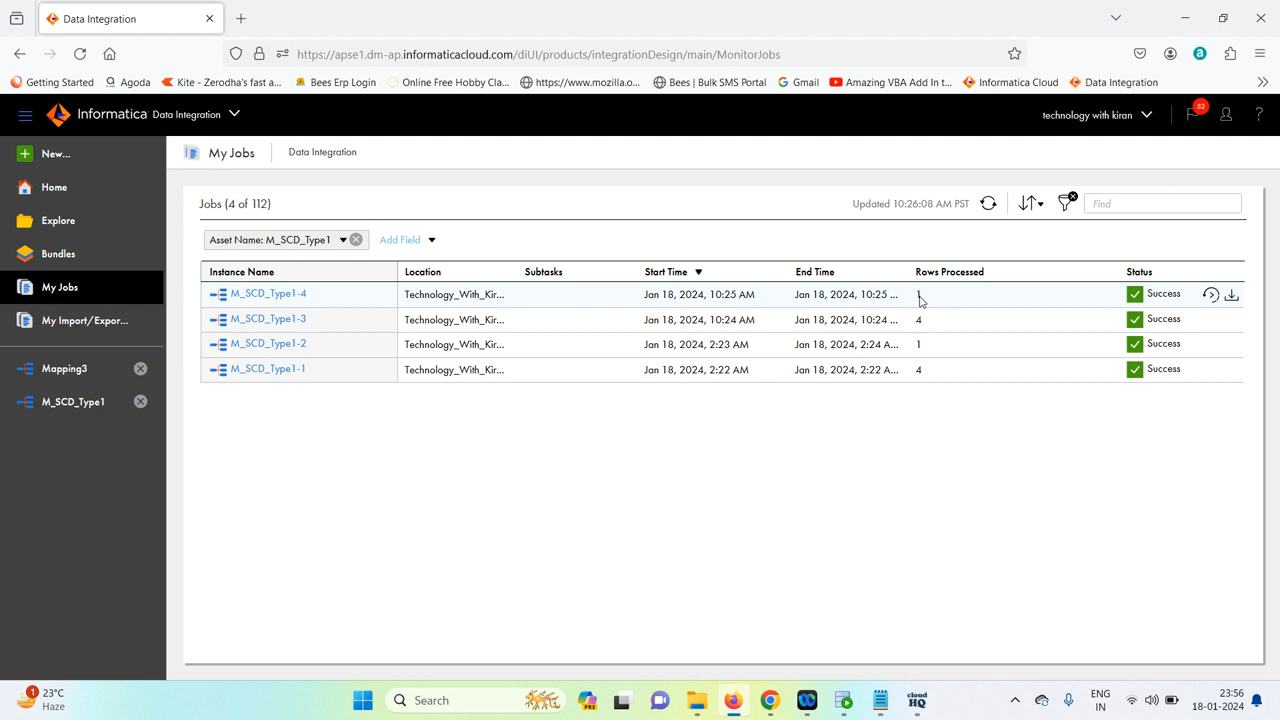 Data Integration
https://apse1.dm-ap.informaticacloud.com/diUI/products/integrationDesign/main/MonitorJobs
Getting Started
Agoda
Kite - Zerodha's fast a...
Bees Erp Login
Online Free Hobby Cla...
https://www.mozilla.o...
Bees | Bulk SMS Portal
Gmail
Amazing VBA Add In t...
Informatica Cloud
Data Integration
Informatica Data Integration
technology with kiran
52
New...
Home
Explore
Bundles
My Jobs
My Import/Expor...
Mapping3
M_SCD_Type1
My Jobs
Data Integration
Jobs (4 of 112)
Updated 10:26:08 AM PST
Find
Asset Name: M_SCD_Type1
Add Field
Instance Name Location Subtasks Start Time End Time Rows Processed Status
M_SCD_Type1-4 Technology_With_Kir... Jan 18, 2024, 10:25 AM Jan 18, 2024, 10:25 ... 1 Success
M_SCD_Type1-3 Technology_With_Kir... Jan 18, 2024, 10:24 AM Jan 18, 2024, 10:24 ... 4 Success
M_SCD_Type1-2 Technology_With_Kir... Jan 18, 2024, 2:23 AM Jan 18, 2024, 2:24 A... 1 Success
M_SCD_Type1-1 Technology_With_Kir... Jan 18, 2024, 2:22 AM Jan 18, 2024, 2:22 A... 4 Success
1
23°C
Haze
Search
PRE
cloud
HQ
ENG
IN
23:56
18-01-2024